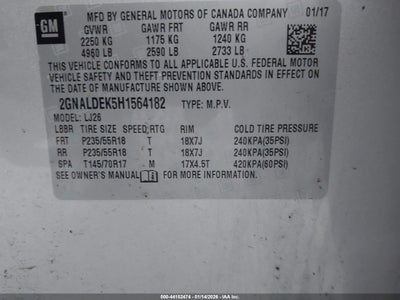 GM
MFD BY GENERAL MOTORS OF CANADA COMPANY 01/17
GVWR GAWR FRT GAWR RR
2250 KG 1175 KG 1240 KG
4960 LB 2590 LB 2733 LB
THIS VEHICLE CONFORMS TO ALL APPLICABLE U.S. FEDERAL MOTOR
VEHICLE SAFETY AND THEFT PREVENTION STANDARDS IN EFFECT ON
THE DATE OF MANUFACTURE SHOWN ABOVE.
2GNALDEK5H1564182 TYPE: M.P.V.
MODEL: LJ26
LBBR TIRE SIZE SPEED RTG RIM COLD TIRE PRESSURE
FRT P235/55R18 T 18X7J 240KPA(35PSI)
RR P235/55R18 T 18X7J 240KPA(35PSI)
SP T145/70R17 M 17X4.5T 420KPA(60PSI)
SEE OWNER'S MANUAL FOR ADDITIONAL INFORMATION.
000-44153474 - 01/14/2026 - IAA, Inc.